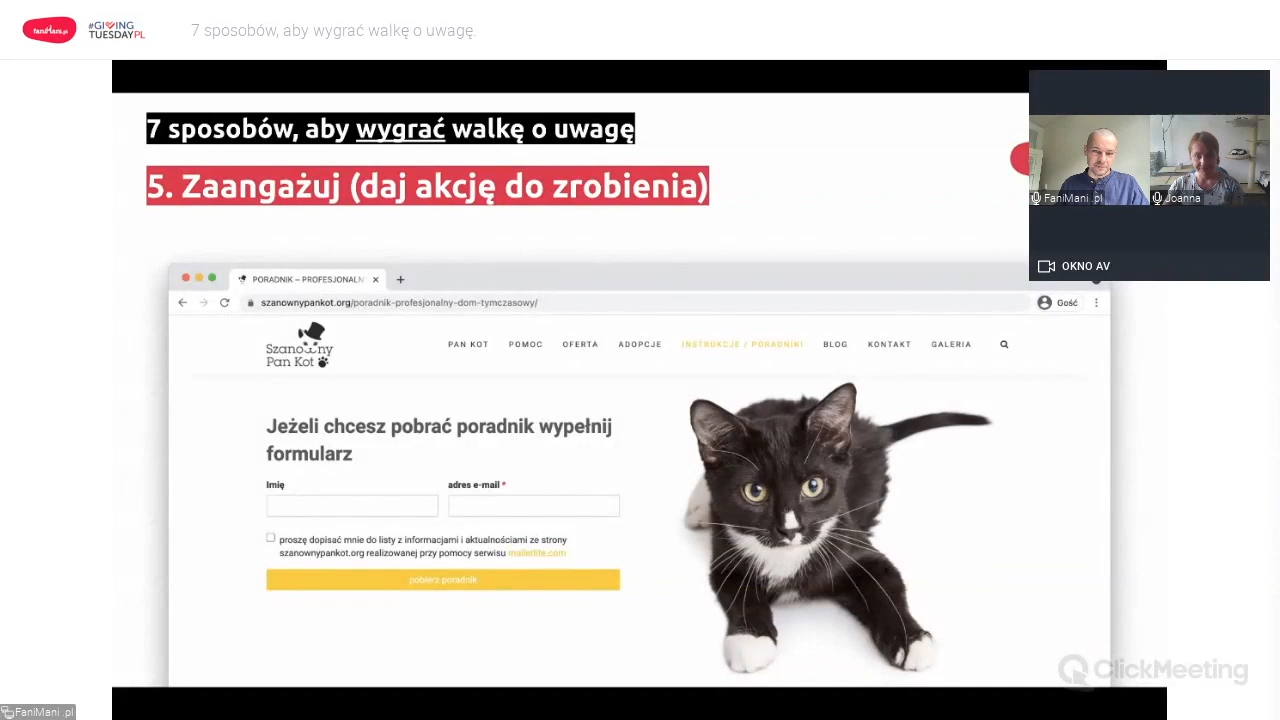 faniMani.pl
#GIVING
TUESDAYPL
7 sposobów, aby wygrać walkę o uwagę.
7 sposobów, aby wygrać walkę o uwagę
5. Zaangażuj (daj akcję do zrobienia)
FaniMani .pl
Joanna
OKNO AV
PORADNIK – PROFESJONALN
szanownypankot.org/poradnik-profesjonalny-dom-tymczasowy/
Gość
Szanowny
Pan Kot
PAN KOT POMOC OFERTA ADOPCJE INSTRUKCJE / PORADNIKI BLOG KONTAKT GALERIA
Jeżeli chcesz pobrać poradnik wypełnij
formularz
Imię adres e-mail *
proszę dopisać mnie do listy z informacjami i aktualnościami ze strony
szanownypankot.org realizowanej przy pomocy serwisu mailerlite.com
pobierz poradnik
ClickMeeting
FaniMani .pl